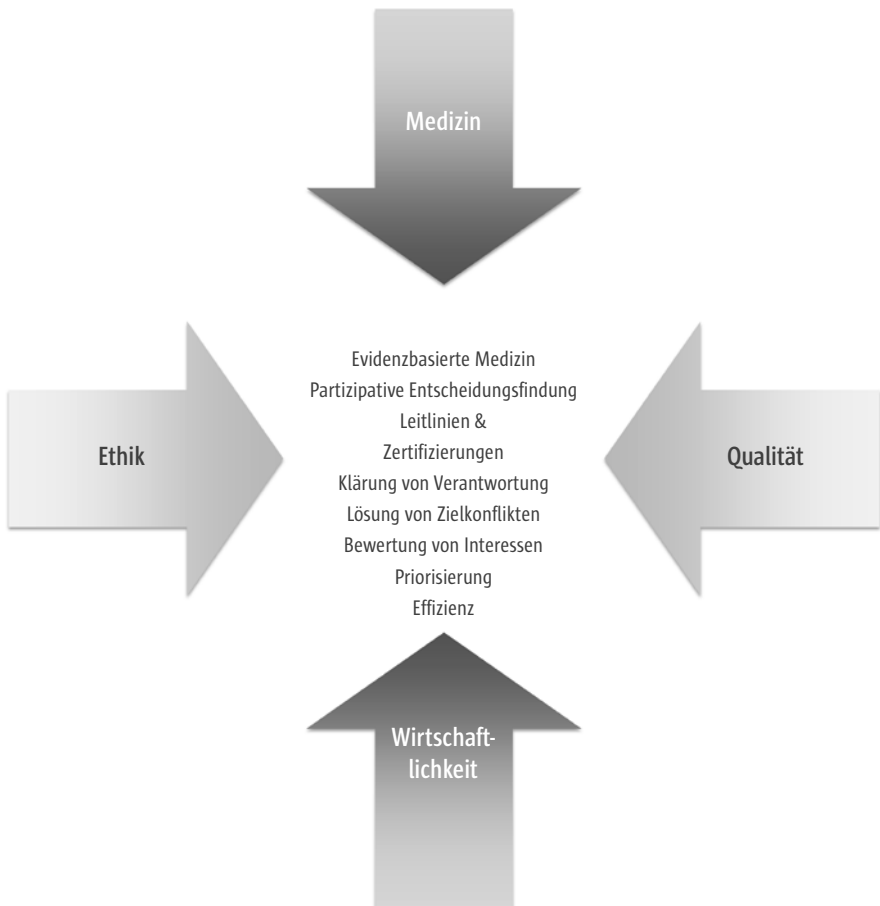 Medizin
Evidenzbasierte Medizin
Partizipative Entscheidungsfindung
Leitlinien &
Zertifizierungen
Klärung von Verantwortung
Lösung von Zielkonflikten
Bewertung von Interessen
Priorisierung
Effizienz
Ethik
Qualität
Wirtschaft-
lichkeit